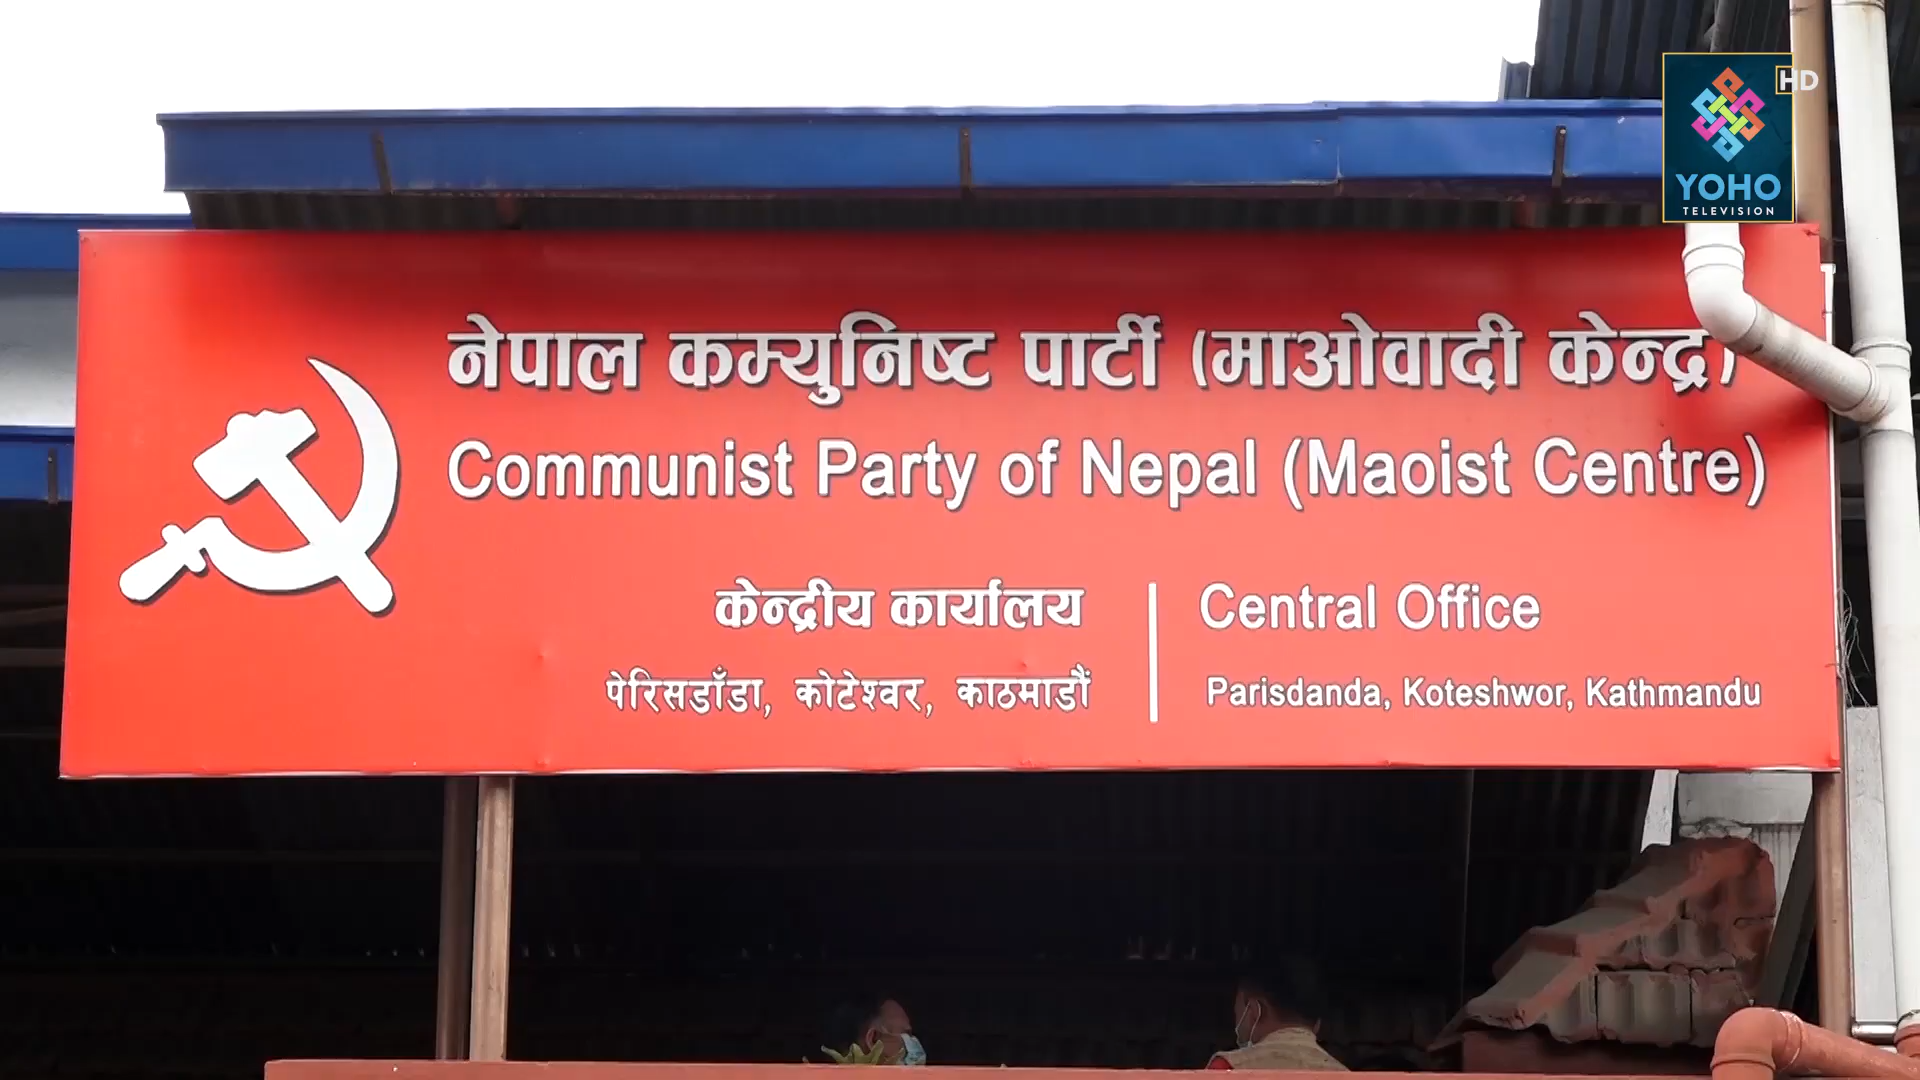 HD
YOHO
TELEVISION
नेपाल कम्युनिष्ट पार्टी (माओवादी केन्द्र)
Communist Party of Nepal (Maoist Centre)
केन्द्रीय कार्यालय
पेरिसडाँडा, कोटेश्वर, काठमाडौं
Central Office
Parisdanda, Koteshwor, Kathmandu